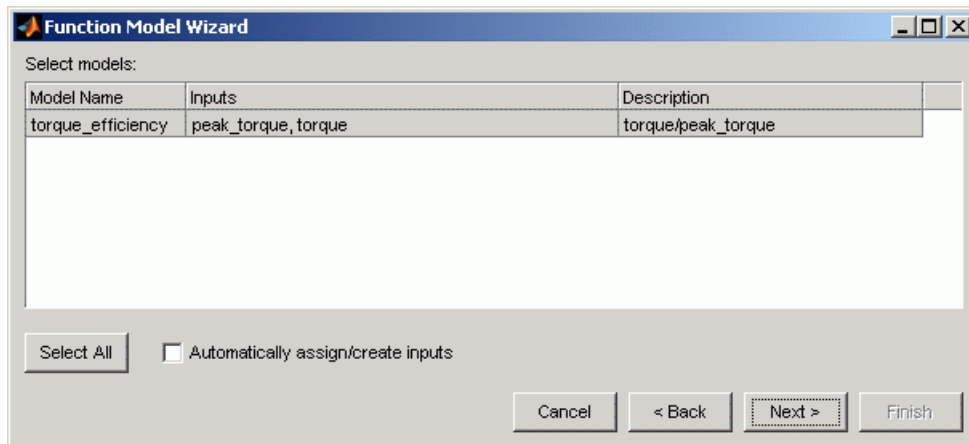 Function Model Wizard
Select models:
Model Name Inputs Description
torque_efficiency peak_torque, torque torque/peak_torque
Select All Automatically assign/create inputs
Cancel < Back Next > Finish